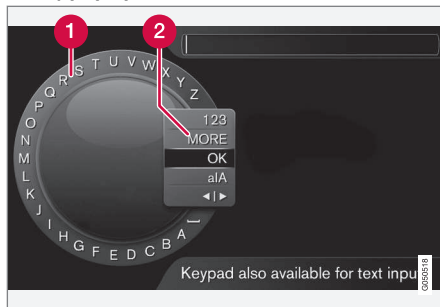 1
2
A B C D E F G H I J K L M N O P Q R S T U V W X Y Z
123
MORE
OK
a|A
◄|►
Keypad also available for text inpu
G050518